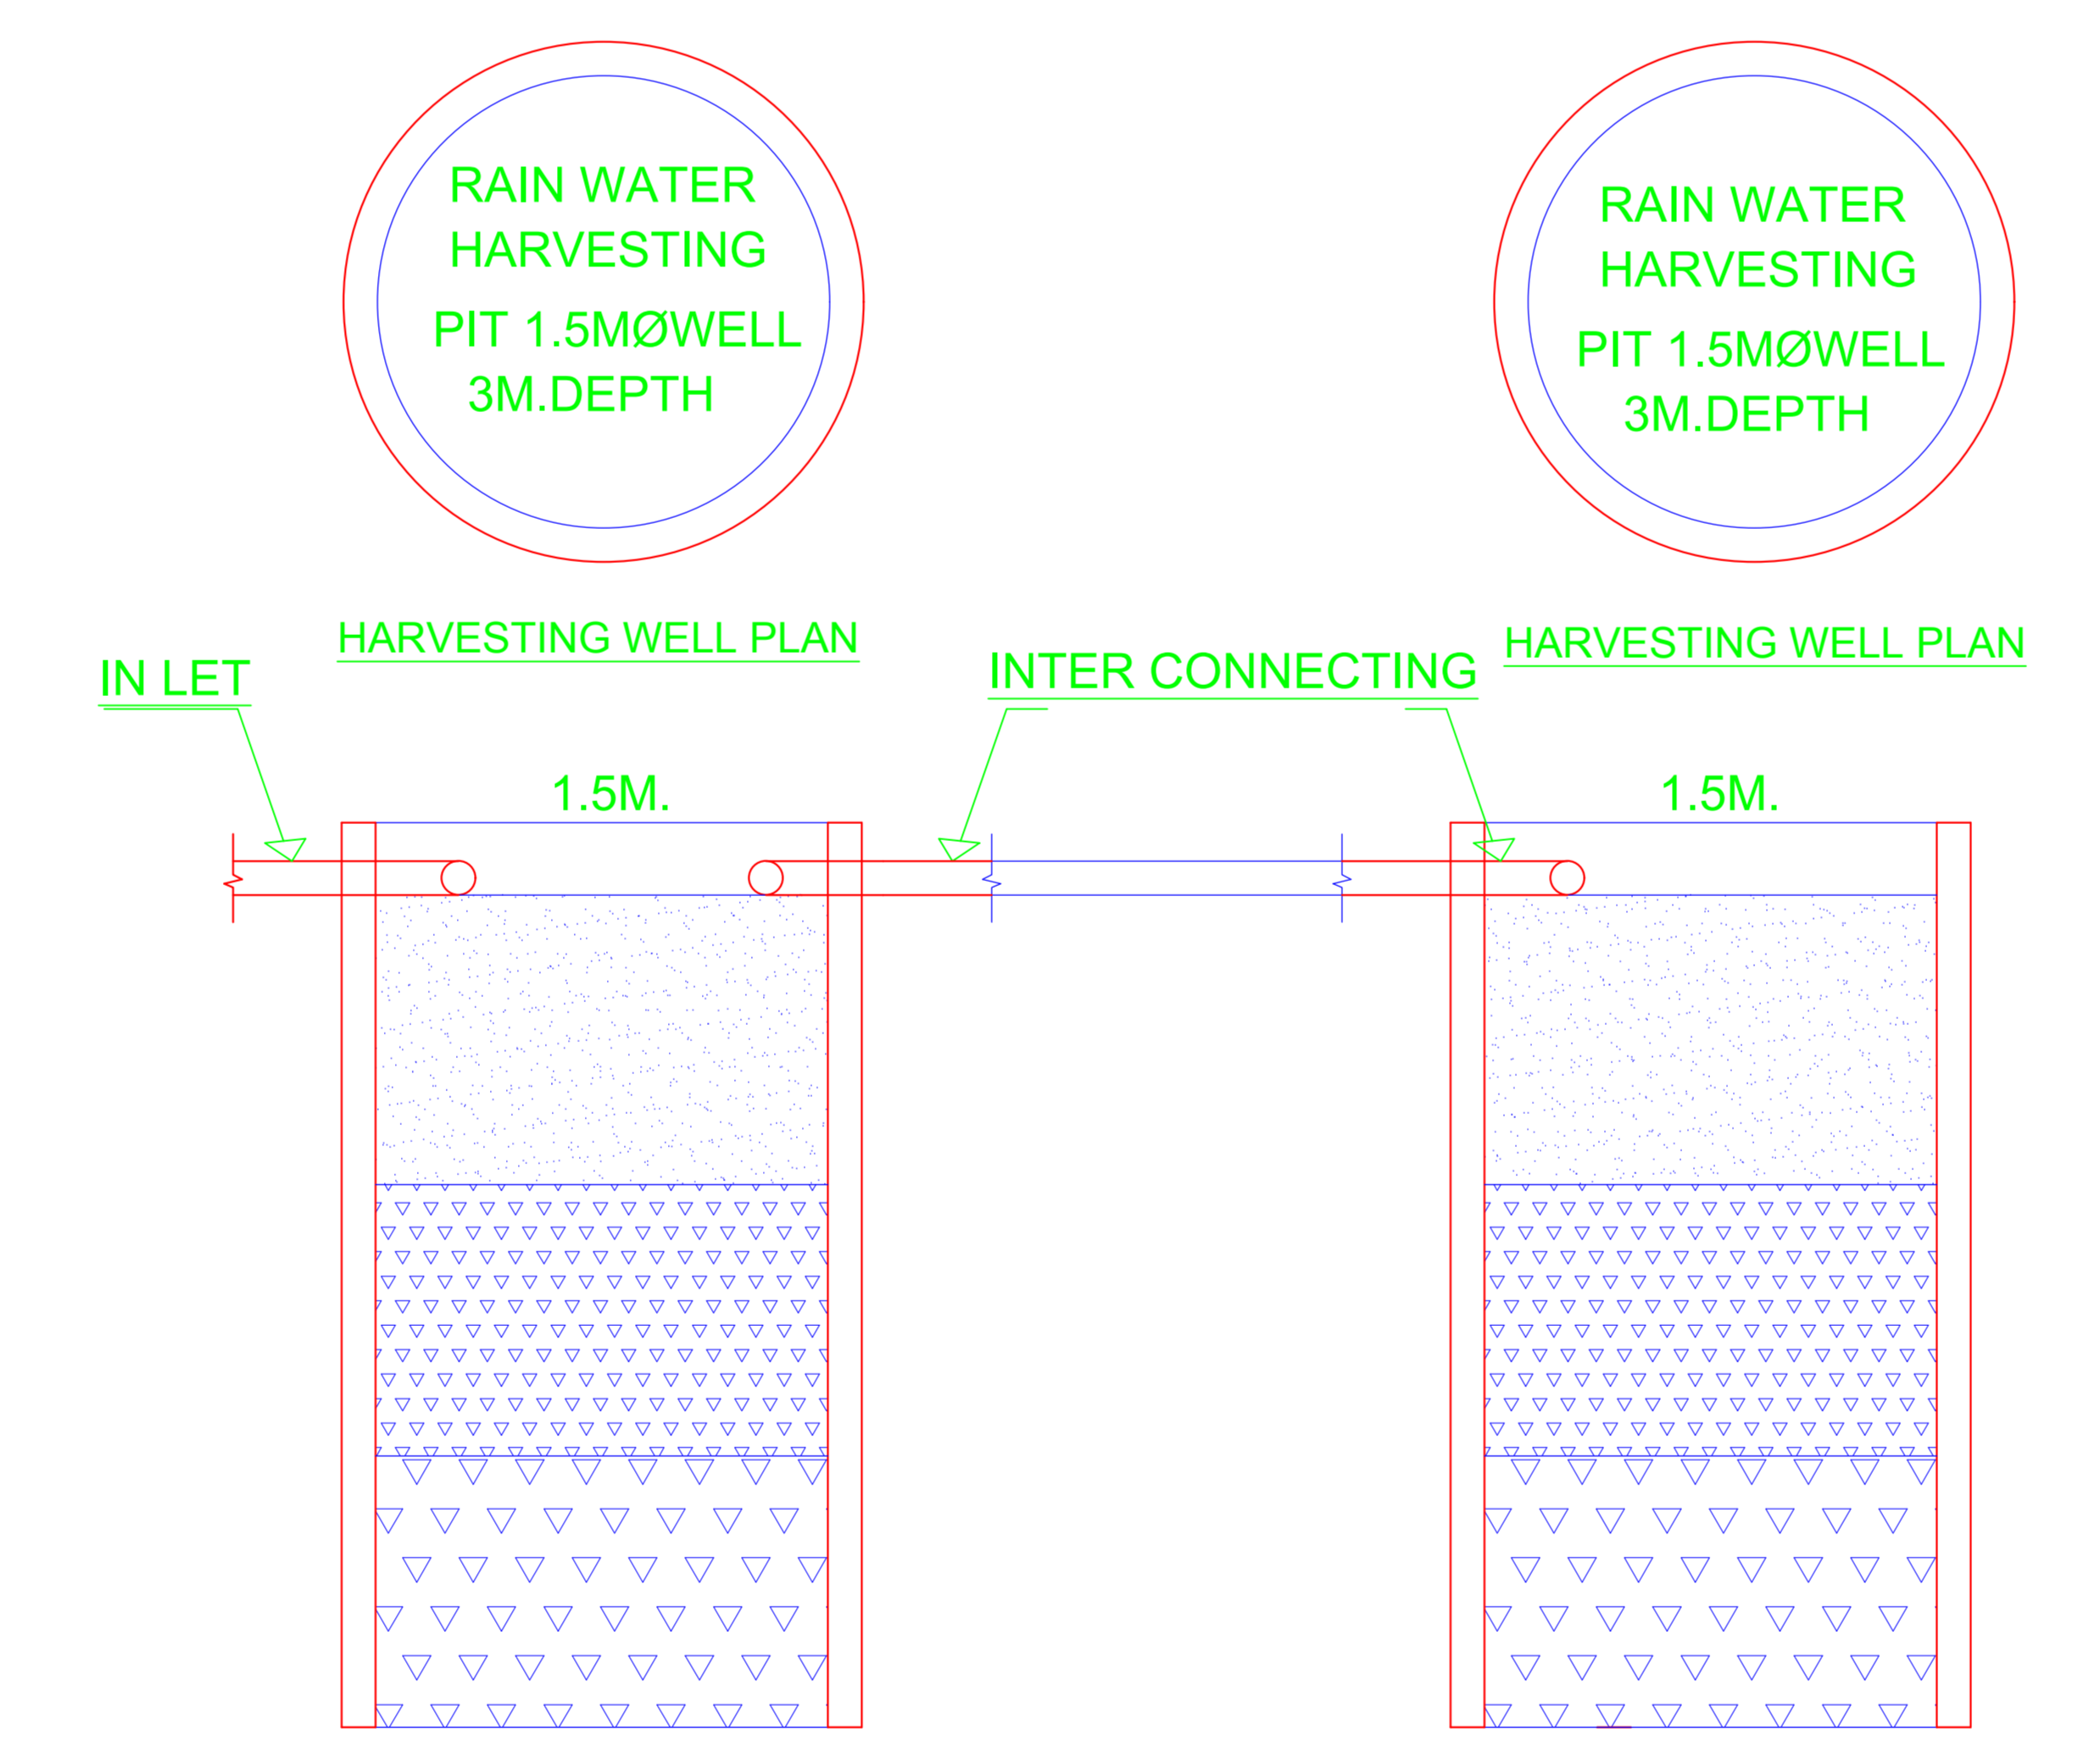 RAIN WATER
HARVESTING
PIT 1.5MØWELL
3M.DEPTH
RAIN WATER
HARVESTING
PIT 1.5MØWELL
3M.DEPTH
HARVESTING WELL PLAN
HARVESTING WELL PLAN
IN LET
INTER CONNECTING
1.5M.
1.5M.